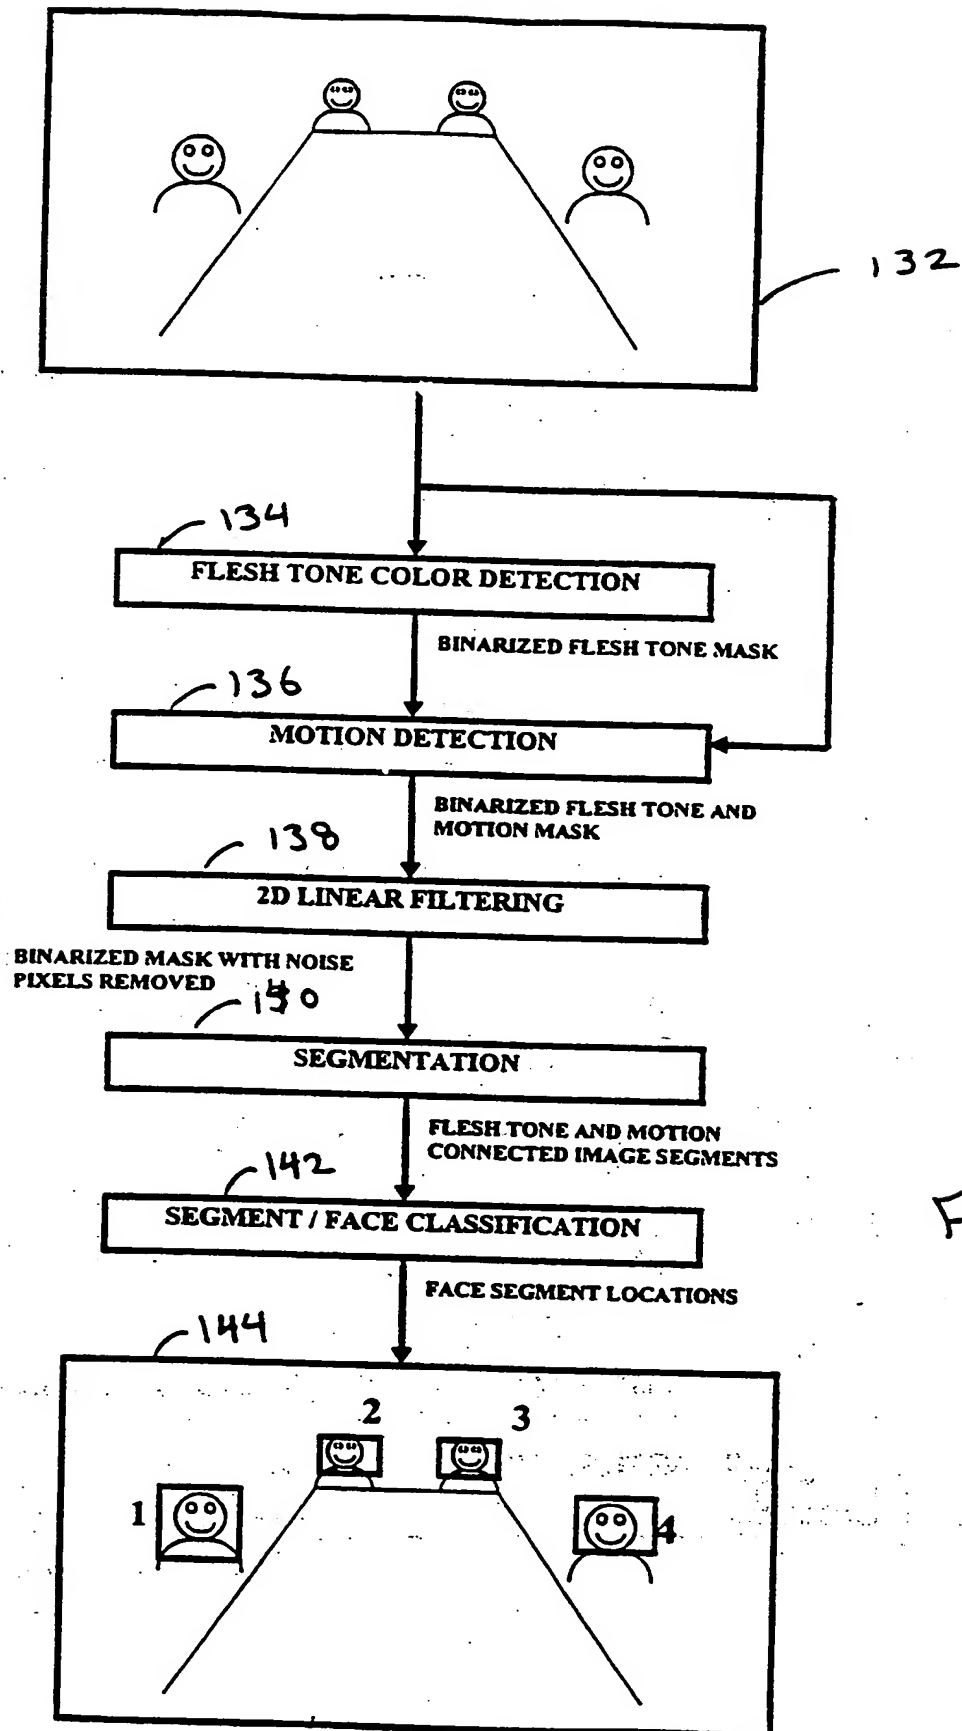 132
134
FLESH TONE COLOR DETECTION
BINARIZED FLESH TONE MASK
136
MOTION DETECTION
BINARIZED FLESH TONE AND
MOTION MASK
138
2D LINEAR FILTERING
BINARIZED MASK WITH NOISE
PIXELS REMOVED
140
SEGMENTATION
FLESH TONE AND MOTION
CONNECTED IMAGE SEGMENTS
142
SEGMENT / FACE CLASSIFICATION
F
FACE SEGMENT LOCATIONS
144
2
3
1
4